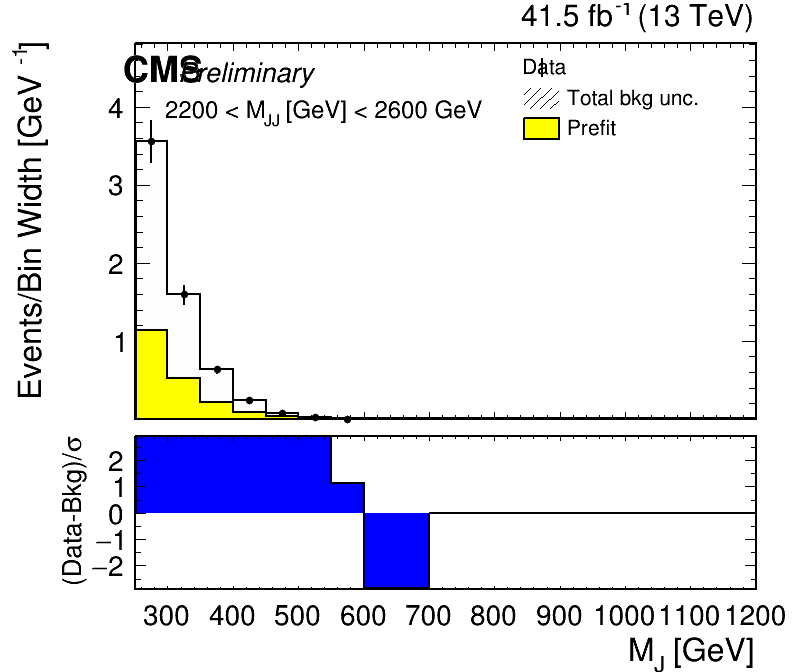 41.5 fb-1 (13 TeV)
CMS Preliminary
Data
2200 < MJJ [GeV] < 2600 GeV
Total bkg unc.
Prefit
Events/Bin Width [GeV-1]
4
3
2
1
(Data-Bkg)/σ
2
1
0
−1
−2
300 400 500 600 700 800 900 1000 1100 1200
MJ [GeV]